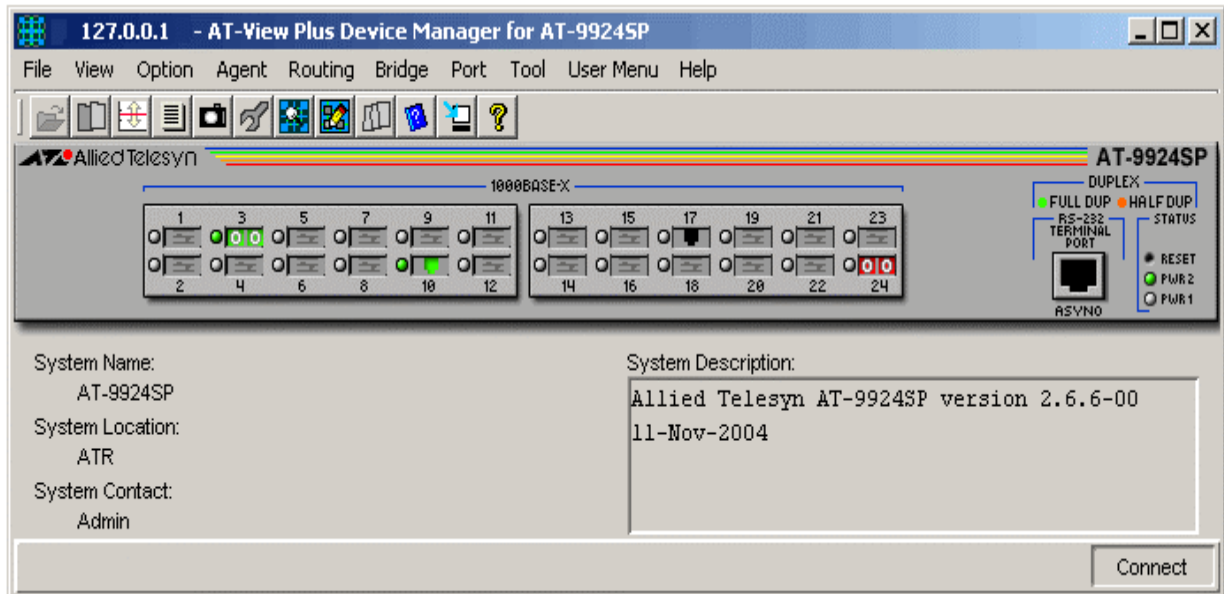 127.0.0.1 - AT-View Plus Device Manager for AT-9924SP
File View Option Agent Routing Bridge Port Tool User Menu Help
Allied Telesyn
AT-9924SP
1000BASE-X
DUPLEX
FULL DUP HALF DUP
1 3 5 7 9 11 13 15 17 19 21 23
2 4 6 8 10 12 14 16 18 20 22 24
RS-232
TERMINAL
PORT
ASYN0
STATUS
RESET
PWR2
PWR1
System Name:
AT-9924SP
System Location:
ATR
System Contact:
Admin
System Description:
Allied Telesyn AT-9924SP version 2.6.6-00
11-Nov-2004
Connect